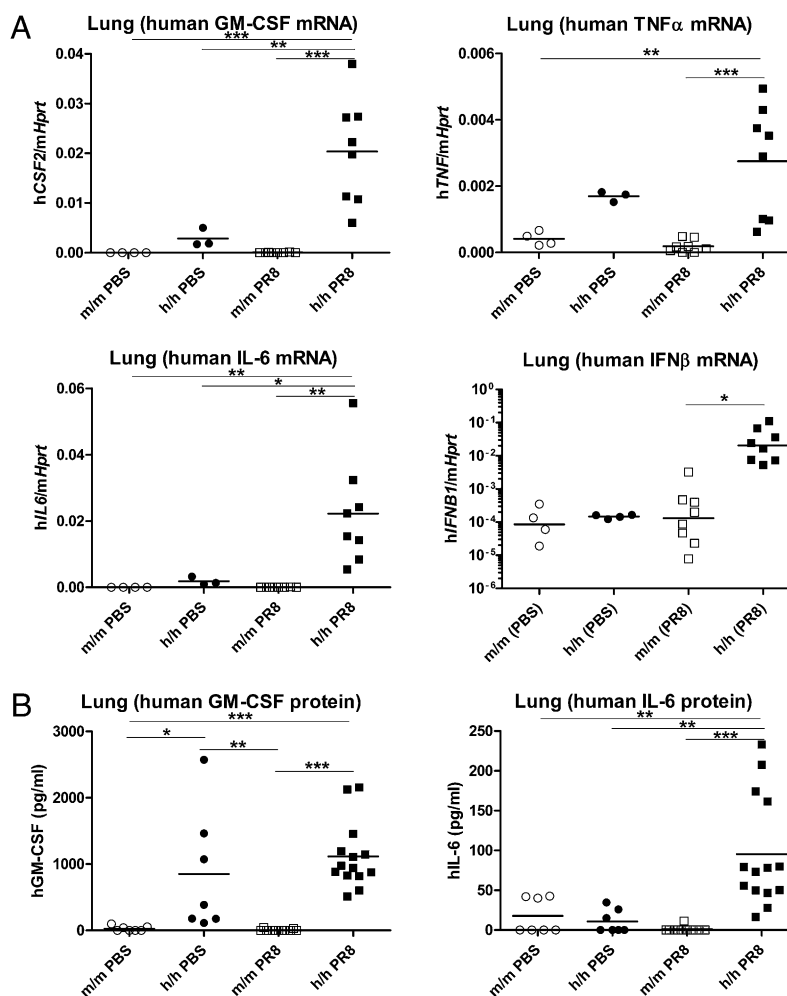 A
Lung (human GM-CSF mRNA)
***
**
***
0.04
0.03
0.02
0.01
0.00
hCSF2/mHprt
m/m PBS
h/h PBS
m/m PR8
h/h PR8
Lung (human TNFα mRNA)
**
***
0.006
0.004
0.002
0.000
hTNF/mHprt
m/m PBS
h/h PBS
m/m PR8
h/h PR8
Lung (human IL-6 mRNA)
**
*
**
0.06
0.04
0.02
0.00
hIL6/mHprt
m/m PBS
h/h PBS
m/m PR8
h/h PR8
Lung (human IFNβ mRNA)
*
10⁰
10⁻¹
10⁻²
10⁻³
10⁻⁴
10⁻⁵
10⁻⁶
hIFNB1/mHprt
m/m (PBS)
h/h (PBS)
m/m (PR8)
h/h (PR8)
B
Lung (human GM-CSF protein)
***
*
**
***
3000
2000
1000
0
hGM-CSF (pg/ml)
m/m PBS
h/h PBS
m/m PR8
h/h PR8
Lung (human IL-6 protein)
**
**
***
250
200
150
100
50
0
hIL-6 (pg/ml)
m/m PBS
h/h PBS
m/m PR8
h/h PR8